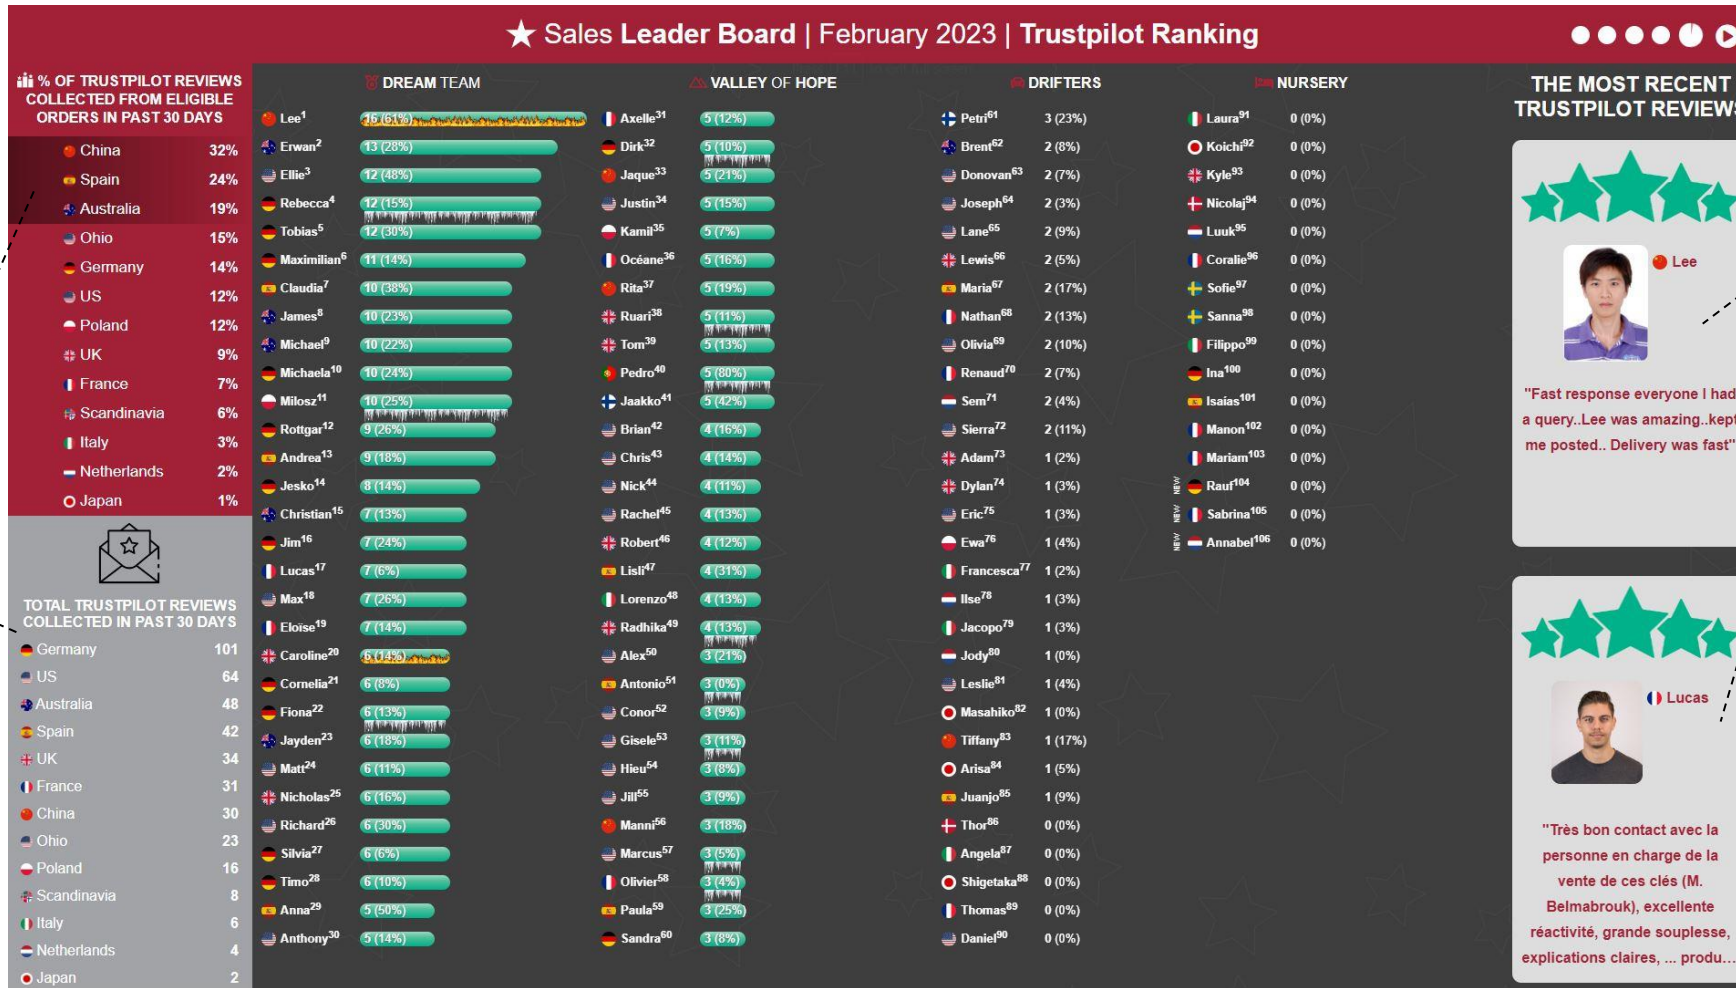 ★ Sales Leader Board | February 2023 | Trustpilot Ranking
% OF TRUSTPILOT REVIEWS
COLLECTED FROM ELIGIBLE
ORDERS IN PAST 30 DAYS
China 32%
Spain 24%
Australia 19%
Ohio 15%
Germany 14%
US 12%
Poland 12%
UK 9%
France 7%
Scandinavia 6%
Italy 3%
Netherlands 2%
Japan 1%
TOTAL TRUSTPILOT REVIEWS
COLLECTED IN PAST 30 DAYS
Germany 101
US 64
Australia 48
Spain 42
UK 34
France 31
China 30
Ohio 23
Poland 16
Scandinavia 8
Italy 6
Netherlands 4
Japan 2
DREAM TEAM
Lee1 16 (61%)
Erwan2 13 (28%)
Ellie3 12 (48%)
Rebecca4 12 (15%)
Tobias5 12 (30%)
Maximilian6 11 (14%)
Claudia7 10 (38%)
James8 10 (23%)
Michael9 10 (22%)
Michaela10 10 (24%)
Milosz11 10 (25%)
Rottgar12 9 (26%)
Andrea13 9 (18%)
Jesko14 8 (14%)
Christian15 7 (13%)
Jim16 7 (24%)
Lucas17 7 (6%)
Max18 7 (26%)
Eloïse19 7 (14%)
Caroline20 6 (14%)
Cornelia21 6 (8%)
Fiona22 6 (13%)
Jayden23 6 (18%)
Matt24 6 (11%)
Nicholas25 6 (16%)
Richard26 6 (30%)
Silvia27 6 (6%)
Timo28 6 (10%)
Anna29 5 (50%)
Anthony30 5 (14%)
VALLEY OF HOPE
Axelle31 5 (12%)
Dirk32 5 (10%)
Jaque33 5 (21%)
Justin34 5 (15%)
Kamil35 5 (7%)
Océane36 5 (16%)
Rita37 5 (19%)
Ruari38 5 (11%)
Tom39 5 (13%)
Pedro40 5 (80%)
Jaakko41 5 (42%)
Brian42 4 (16%)
Chris43 4 (14%)
Nick44 4 (11%)
Rachel45 4 (13%)
Robert46 4 (12%)
Lisli47 4 (31%)
Lorenzo48 4 (13%)
Radhika49 4 (13%)
Alex50 3 (21%)
Antonio51 3 (0%)
Conor52 3 (9%)
Gisele53 3 (11%)
Hieu54 3 (8%)
Jill55 3 (9%)
Manni56 3 (18%)
Marcus57 3 (5%)
Olivier58 3 (4%)
Paula59 3 (25%)
Sandra60 3 (8%)
DRIFTERS
Petri61 3 (23%)
Brent62 2 (8%)
Donovan63 2 (7%)
Joseph64 2 (3%)
Lane65 2 (9%)
Lewis66 2 (5%)
Maria67 2 (17%)
Nathan68 2 (13%)
Olivia69 2 (10%)
Renaud70 2 (7%)
Sem71 2 (4%)
Sierra72 2 (11%)
Adam73 1 (2%)
Dylan74 1 (3%)
Eric75 1 (3%)
Ewa76 1 (4%)
Francesca77 1 (2%)
Ilse78 1 (3%)
Jacopo79 1 (3%)
Jody80 1 (0%)
Leslie81 1 (4%)
Masahiko82 1 (0%)
Tiffany83 1 (17%)
Arisa84 1 (5%)
Juanjo85 1 (9%)
Thor86 0 (0%)
Angela87 0 (0%)
Shigetaka88 0 (0%)
Thomas89 0 (0%)
Daniel90 0 (0%)
NURSERY
Laura91 0 (0%)
Koichi92 0 (0%)
Kyle93 0 (0%)
Nicolaj94 0 (0%)
Luuk95 0 (0%)
Coralie96 0 (0%)
Sofie97 0 (0%)
Sanna98 0 (0%)
Filippo99 0 (0%)
Ina100 0 (0%)
Isaías101 0 (0%)
Manon102 0 (0%)
Mariam103 0 (0%)
NEW Rauf104 0 (0%)
NEW Sabrina105 0 (0%)
NEW Annabel106 0 (0%)
THE MOST RECENT
TRUSTPILOT REVIEWS
Lee
"Fast response everyone I had
a query..Lee was amazing..kept
me posted.. Delivery was fast"
Lucas
"Très bon contact avec la
personne en charge de la
vente de ces clés (M.
Belmabrouk), excellente
réactivité, grande souplesse,
explications claires, ... produ...